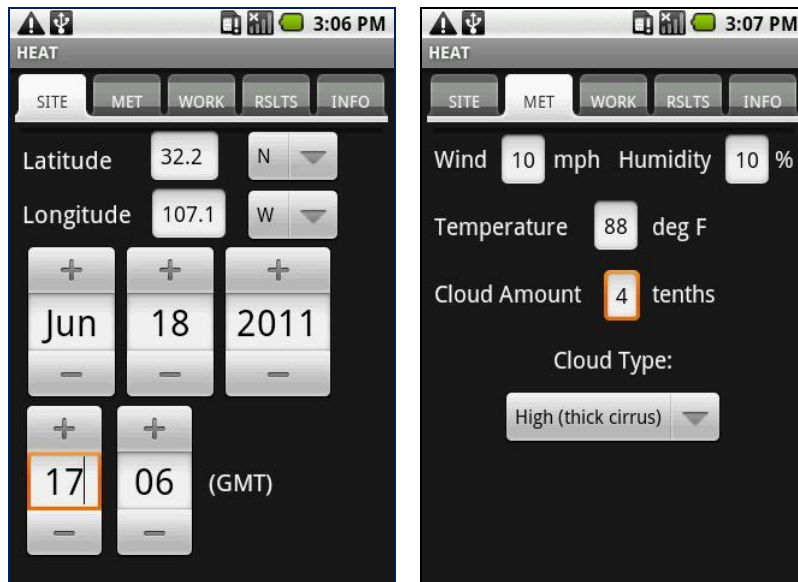 3:06 PM
HEAT
SITE MET WORK RSLTS INFO
Latitude 32.2 N
Longitude 107.1 W
+ + +
Jun 18 2011
− − −
+ +
17 06 (GMT)
− −
3:07 PM
HEAT
SITE MET WORK RSLTS INFO
Wind 10 mph Humidity 10 %
Temperature 88 deg F
Cloud Amount 4 tenths
Cloud Type:
High (thick cirrus)